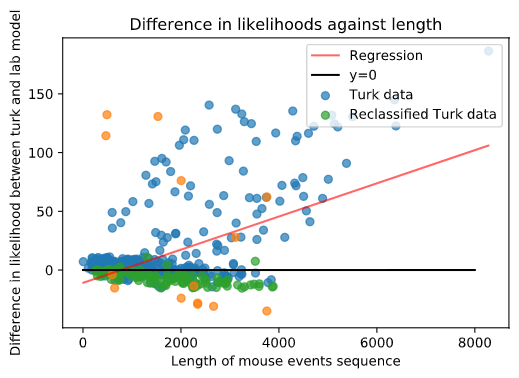 Difference in likelihoods against length
Difference in likelihood between turk and lab model
150
100
50
0
Regression
y=0
Turk data
Reclassified Turk data
0 2000 4000 6000 8000
Length of mouse events sequence